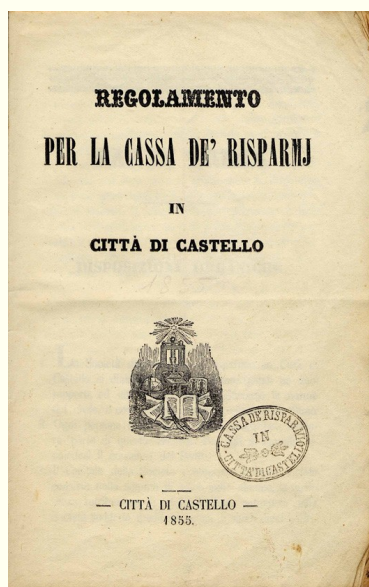 REGOLAMENTO
PER LA CASSA DE' RISPARMJ
IN
CITTÀ DI CASTELLO
CASSA DE' RISPARMIO
IN
CITTÀ DI CASTELLO
— CITTÀ DI CASTELLO —
1855.